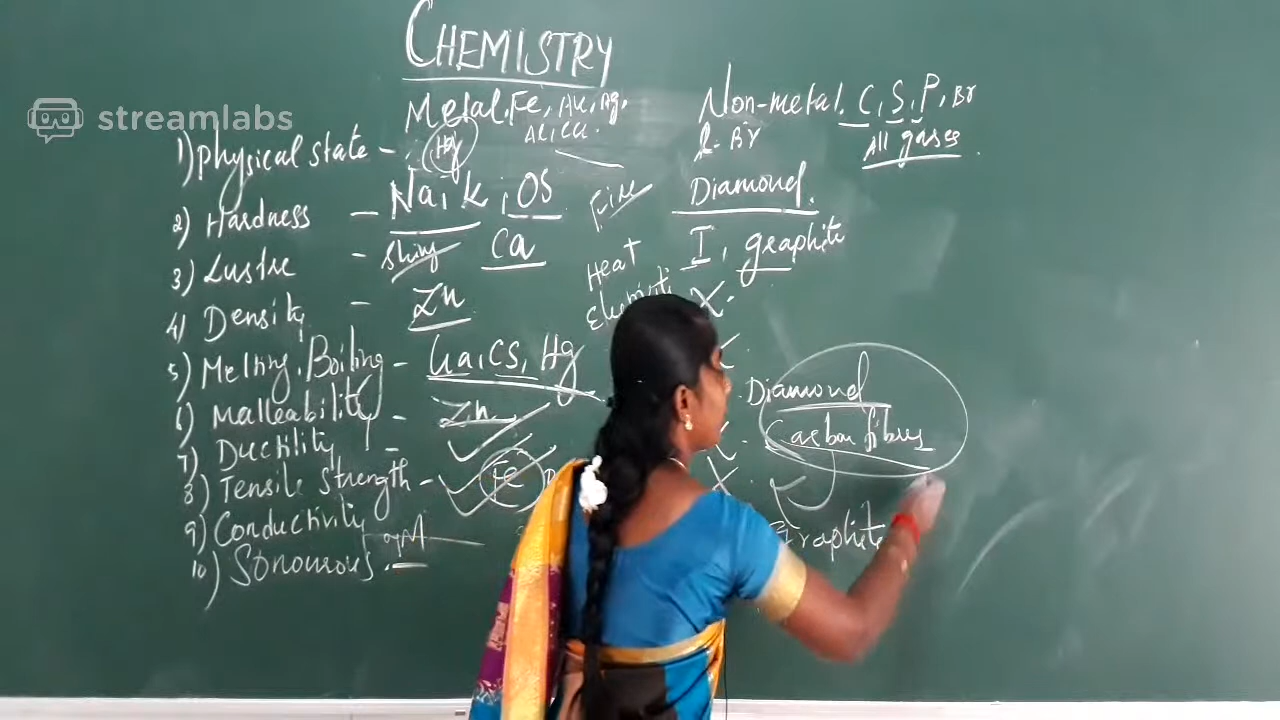 CHEMISTRY
streamlabs
Metal. Fe, Au, Ag, Non-metal. C, S, P, Br
Al, Cu. I. Br All gases
1) Physical state - Hg
2) Hardness - Na, K, OS Fire Diamond.
3) Lustre - Shiny Ca Heat I, graphite
4) Density - Zn X
5) Melting, Boiling - Ga, CS, Hg
6) Malleability - Zn Diamond
7) Ductility - Carbon fibres
8) Tensile Strength - Fe X
9) Conductivity Graphite
10) Sonourous.